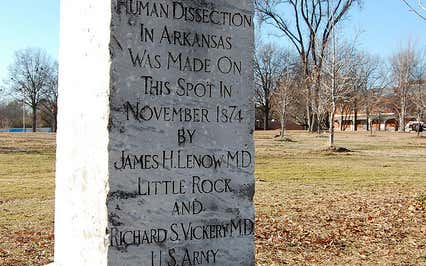 Human Dissection
In Arkansas
Was Made On
This Spot In
November 1874
by
James H. Lenow M.D.
Little Rock
and
Richard S. Vickery M.D.
U.S. Army